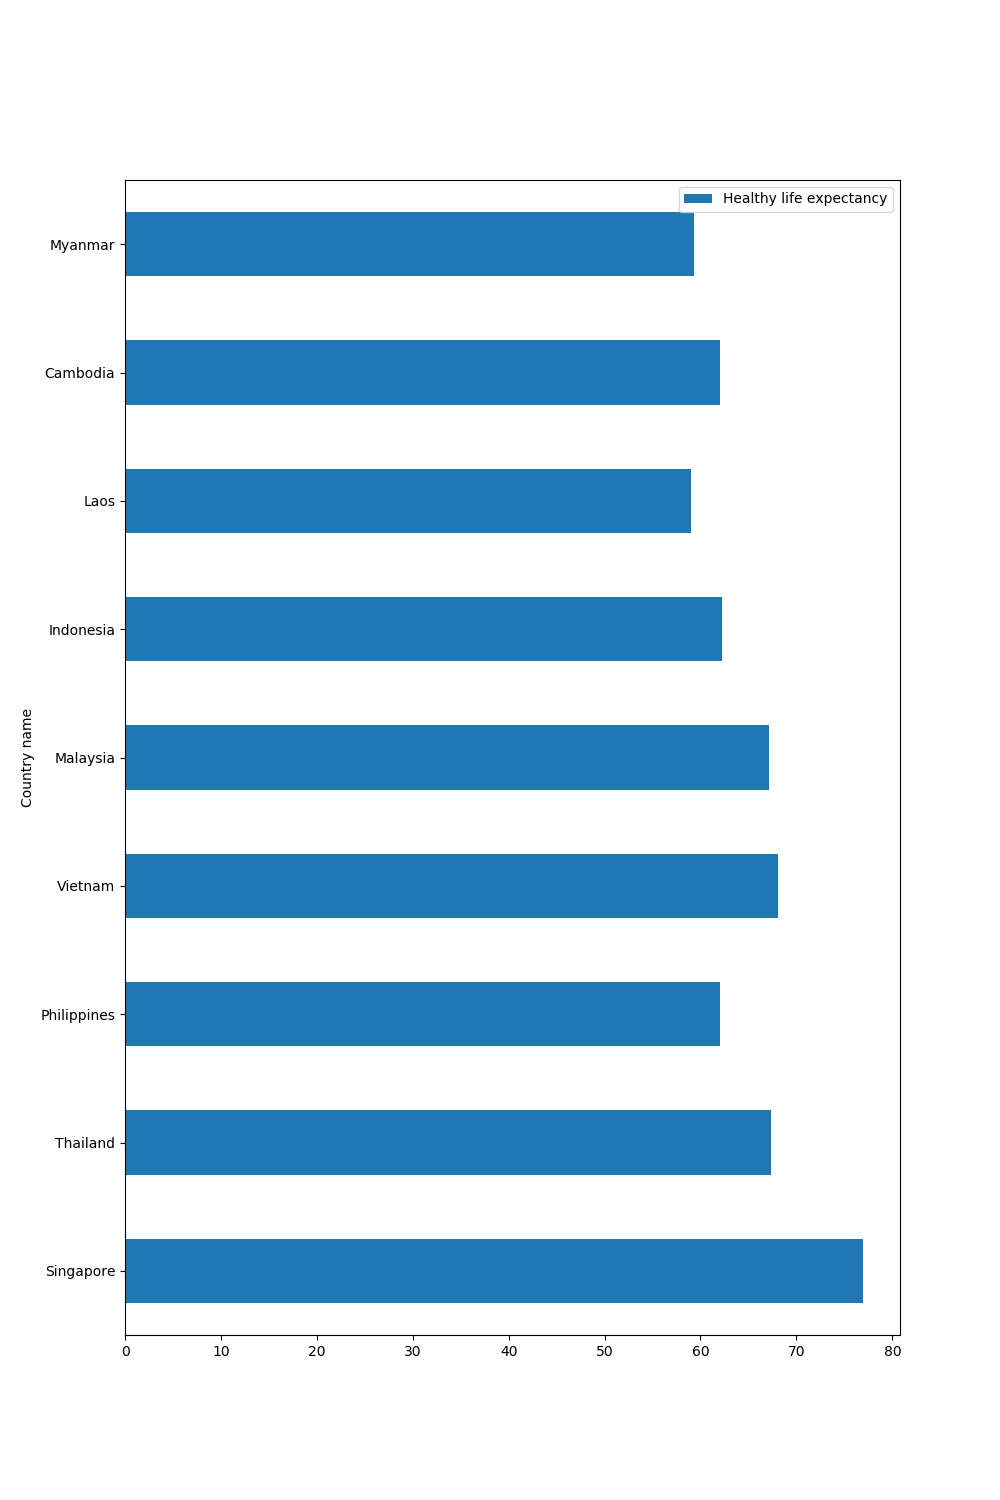 Healthy life expectancy
Myanmar
Cambodia
Laos
Indonesia
Malaysia
Vietnam
Philippines
Thailand
Singapore
Country name
0 10 20 30 40 50 60 70 80